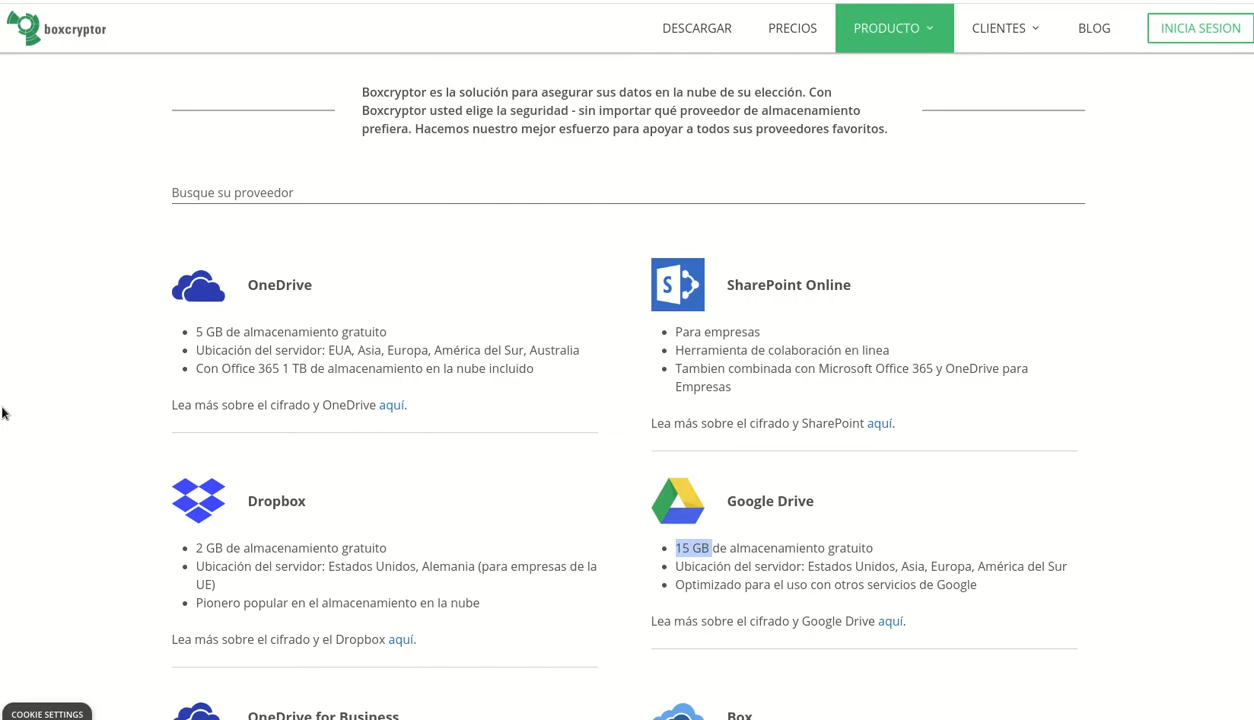 boxcryptor
DESCARGAR
PRECIOS
PRODUCTO
CLIENTES
BLOG
INICIA SESION
Boxcryptor es la solución para asegurar sus datos en la nube de su elección. Con
Boxcryptor usted elige la seguridad - sin importar qué proveedor de almacenamiento
prefiera. Hacemos nuestro mejor esfuerzo para apoyar a todos sus proveedores favoritos.
Busque su proveedor
OneDrive
5 GB de almacenamiento gratuito
Ubicación del servidor: EUA, Asia, Europa, América del Sur, Australia
Con Office 365 1 TB de almacenamiento en la nube incluido
Lea más sobre el cifrado y OneDrive aquí.
S
SharePoint Online
Para empresas
Herramienta de colaboración en linea
Tambien combinada con Microsoft Office 365 y OneDrive para
Empresas
Lea más sobre el cifrado y SharePoint aquí.
Dropbox
2 GB de almacenamiento gratuito
Ubicación del servidor: Estados Unidos, Alemania (para empresas de la
UE)
Pionero popular en el almacenamiento en la nube
Lea más sobre el cifrado y el Dropbox aquí.
Google Drive
15 GB de almacenamiento gratuito
Ubicación del servidor: Estados Unidos, Asia, Europa, América del Sur
Optimizado para el uso con otros servicios de Google
Lea más sobre el cifrado y Google Drive aquí.
OneDrive for Business
Box
COOKIE SETTINGS